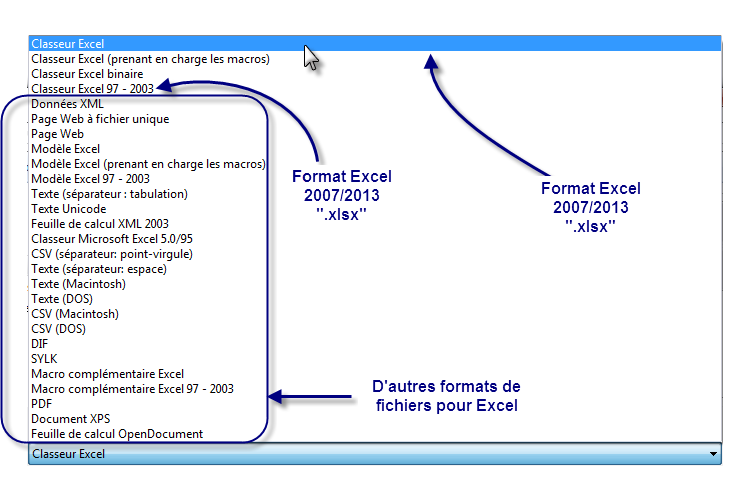 Classeur Excel
Classeur Excel (prenant en charge les macros)
Classeur Excel binaire
Classeur Excel 97 - 2003
Données XML
Page Web à fichier unique
Page Web
Modèle Excel
Modèle Excel (prenant en charge les macros)
Modèle Excel 97 - 2003
Texte (séparateur : tabulation)
Texte Unicode
Feuille de calcul XML 2003
Classeur Microsoft Excel 5.0/95
CSV (séparateur: point-virgule)
Texte (séparateur: espace)
Texte (Macintosh)
Texte (DOS)
CSV (Macintosh)
CSV (DOS)
DIF
SYLK
Macro complémentaire Excel
Macro complémentaire Excel 97 - 2003
PDF
Document XPS
Feuille de calcul OpenDocument
Classeur Excel
Format Excel
2007/2013
".xlsx"
Format Excel
2007/2013
".xlsx"
D'autres formats de
fichiers pour Excel